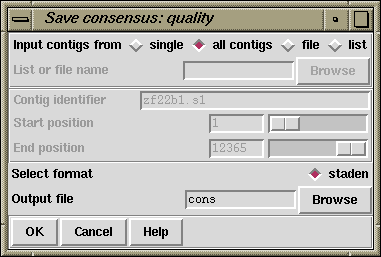 Save consensus: quality
Input contigs from single all contigs file list
List or file name Browse
Contig identifier zf22b1.s1
Start position 1
End position 12365
Select format staden
Output file cons Browse
OK Cancel Help